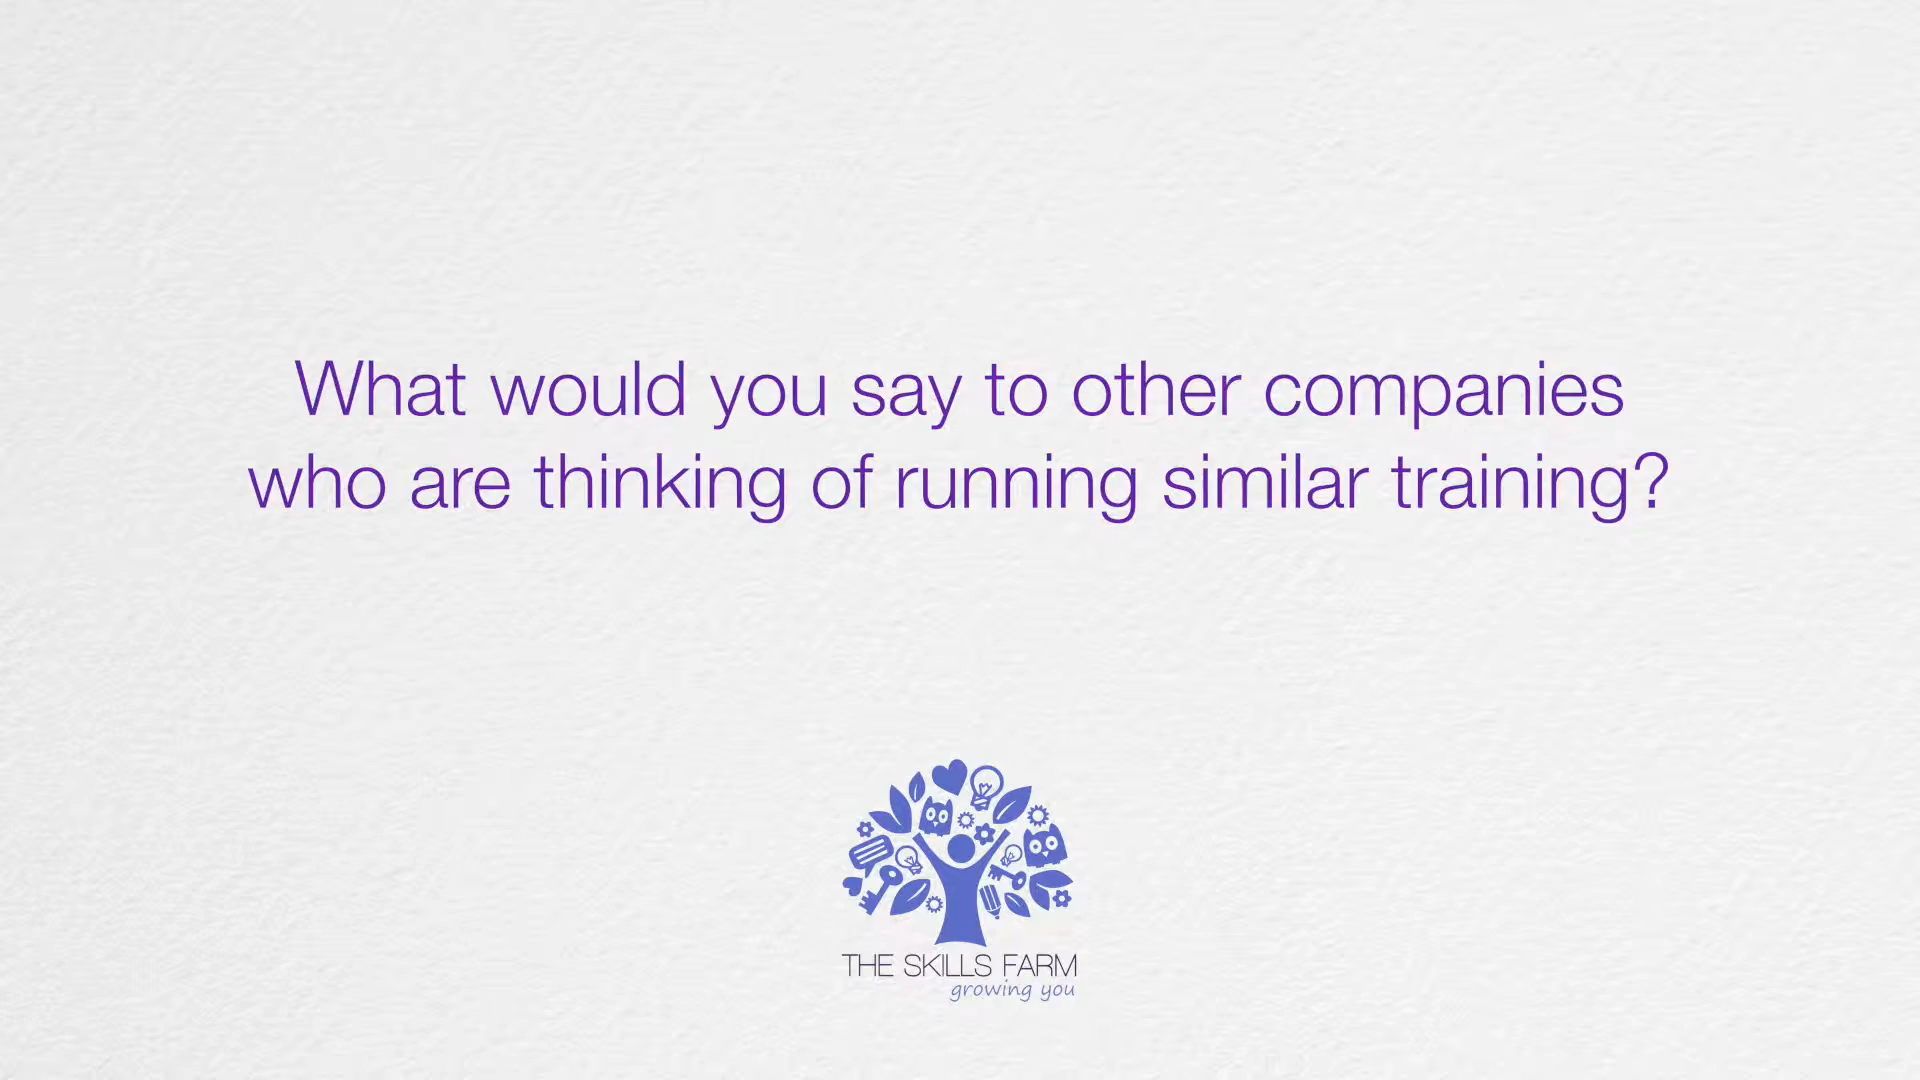 What would you say to other companies
who are thinking of running similar training?
THE SKILLS FARM
growing you